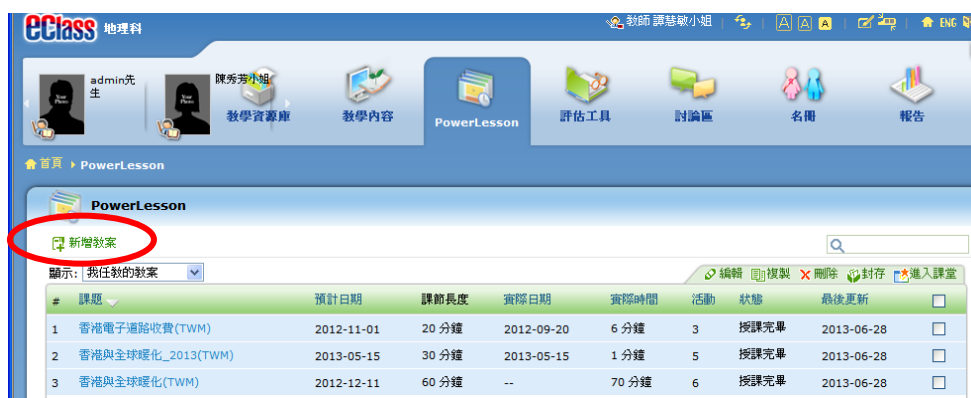 eClass 地理科
教師 譚慧敏小姐 | | A A A | | ENG
admin先生
陳秀芳小姐
教學資源庫 教學內容 PowerLesson 評估工具 討論區 名冊 報告
首頁 ▸ PowerLesson
PowerLesson
新增教案
顯示: 我任教的教案
編輯 複製 刪除 封存 進入課堂
# 課題 預計日期 課節長度 實際日期 實際時間 活動 狀態 最後更新
1 香港電子道路收費(TWM) 2012-11-01 20 分鐘 2012-09-20 6 分鐘 3 授課完畢 2013-06-28
2 香港與全球暖化_2013(TWM) 2013-05-15 30 分鐘 2013-05-15 1 分鐘 5 授課完畢 2013-06-28
3 香港與全球暖化(TWM) 2012-12-11 60 分鐘 -- 70 分鐘 6 授課完畢 2013-06-28